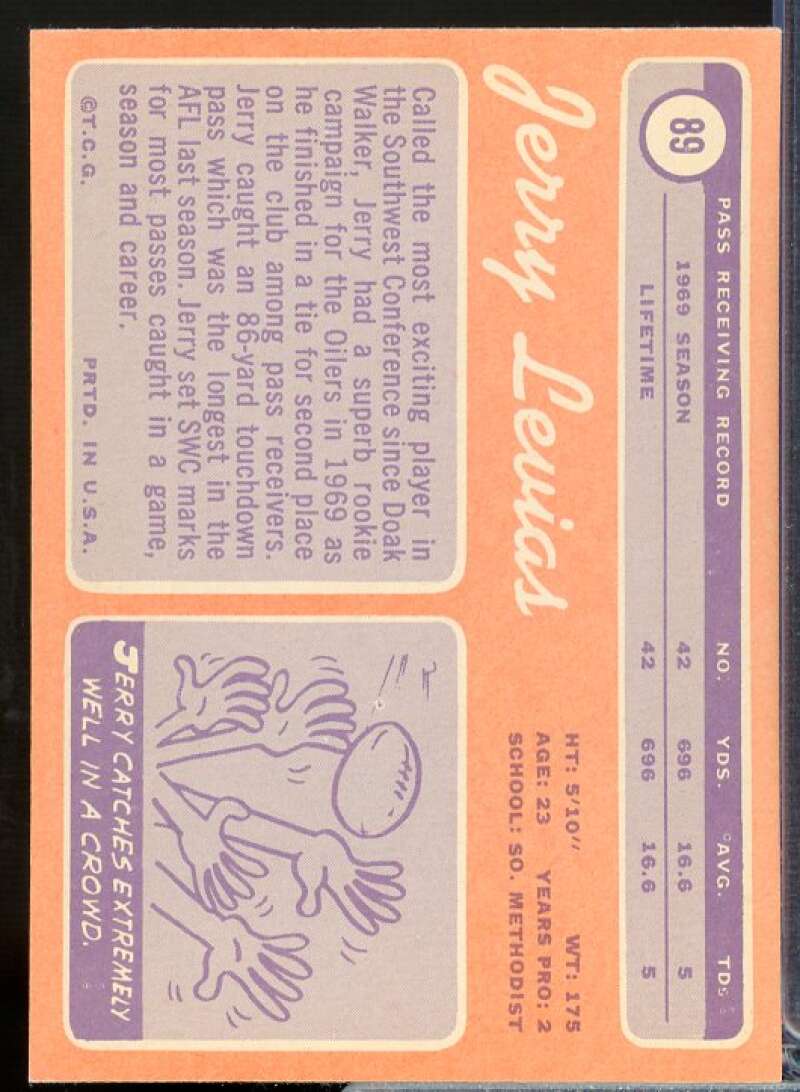 89
PASS RECEIVING RECORD NO. YDS. AVG. TDS
1969 SEASON 42 696 16.6 5
LIFETIME 42 696 16.6 5
Jerry Levias
HT: 5'10" WT: 175
AGE: 23 YEARS PRO: 2
SCHOOL: SO. METHODIST
Called the most exciting player in
the Southwest Conference since Doak
Walker, Jerry had a superb rookie
campaign for the Oilers in 1969 as
he finished in a tie for second place
on the club among pass receivers.
Jerry caught an 86-yard touchdown
pass which was the longest in the
AFL last season. Jerry set SWC marks
for most passes caught in a game,
season and career.
©T.C.G. PRTD. IN U.S.A.
JERRY CATCHES EXTREMELY
WELL IN A CROWD.